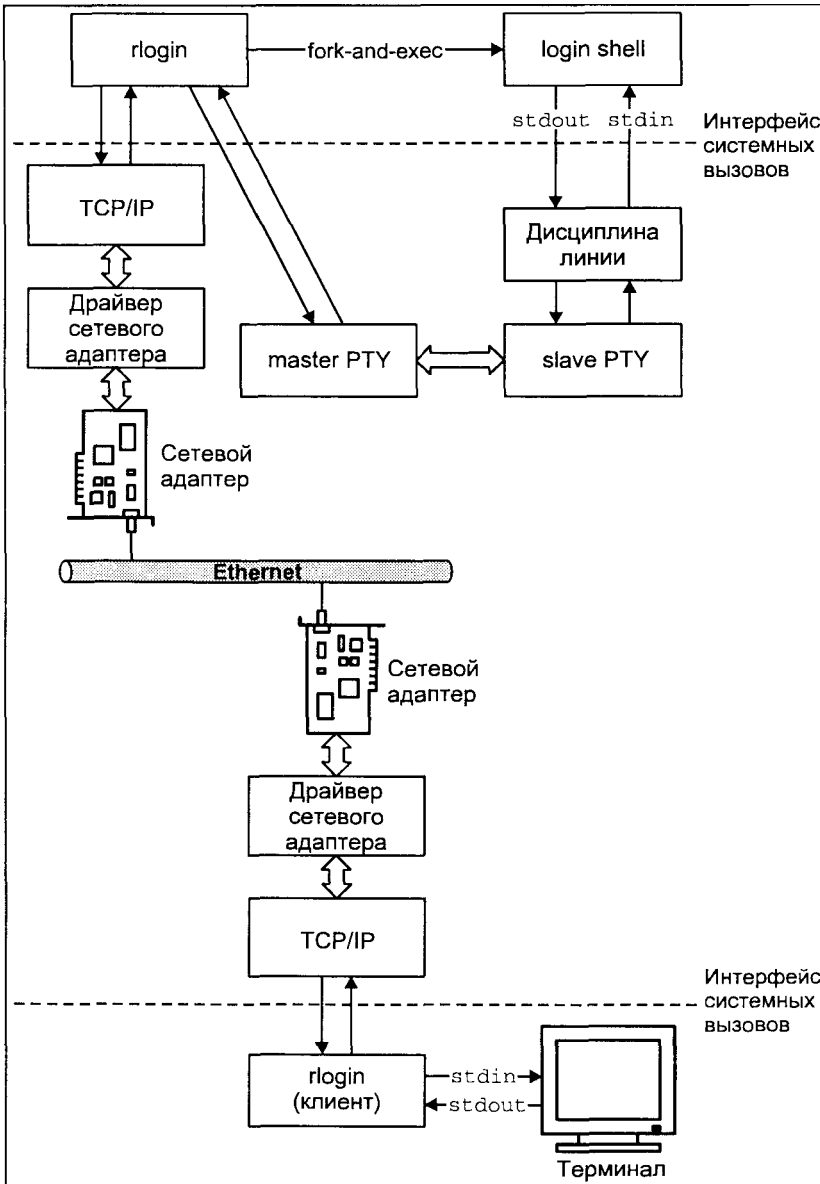 rlogin
fork-and-exec
login shell
stdout stdin
Интерфейс
системных
вызовов
TCP/IP
Дисциплина
линии
Драйвер
сетевого
адаптера
master PTY
slave PTY
Сетевой
адаптер
Ethernet
Сетевой
адаптер
Драйвер
сетевого
адаптера
TCP/IP
Интерфейс
системных
вызовов
rlogin
(клиент)
stdin
stdout
Терминал